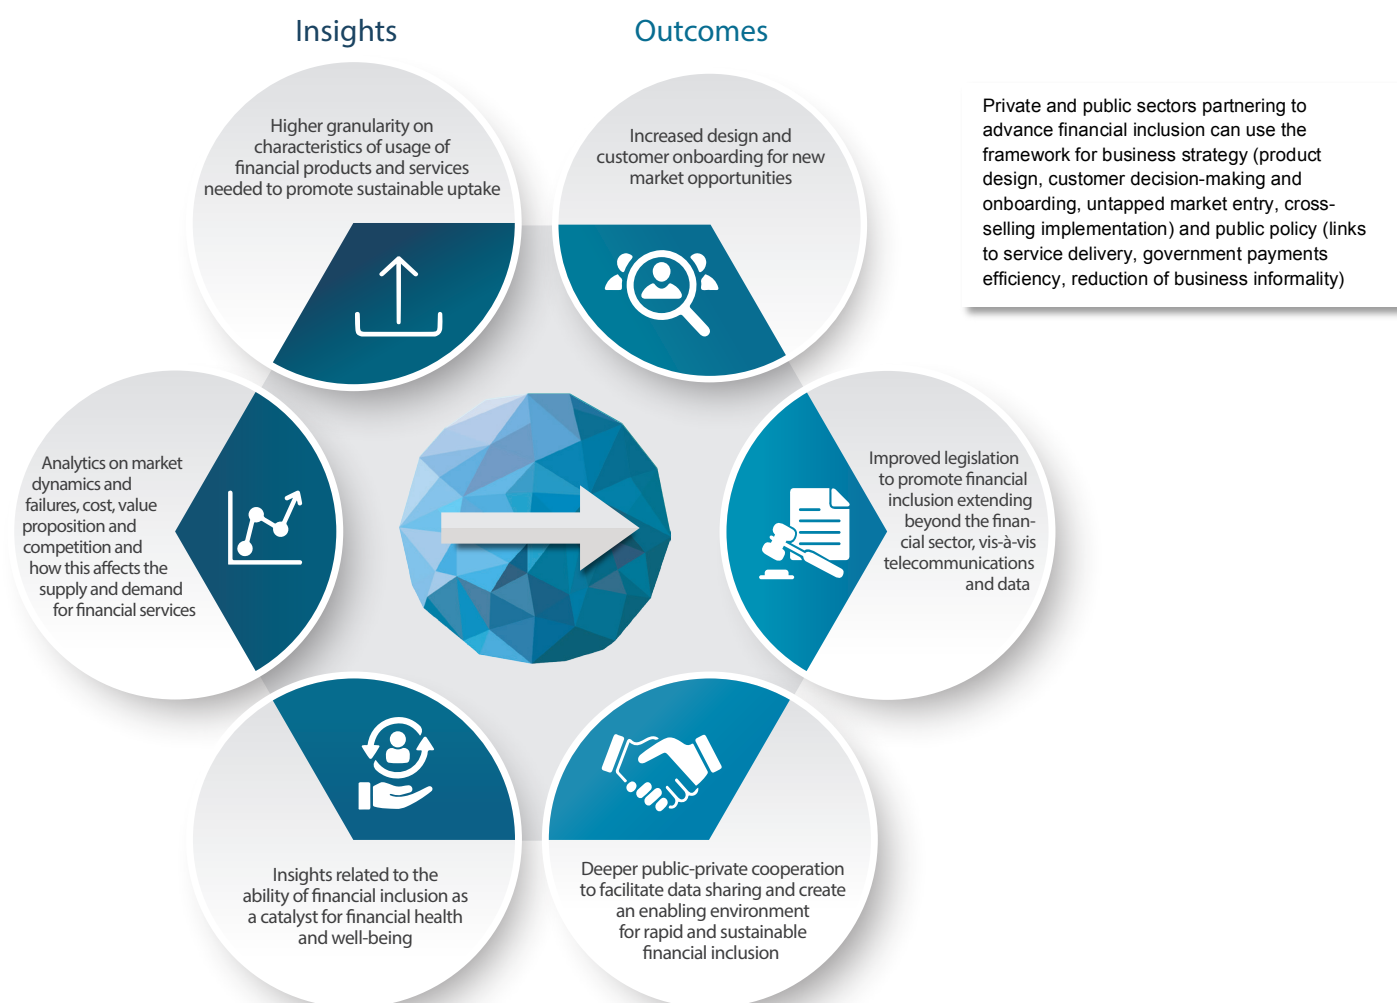 Insights
Outcomes
Higher granularity on
characteristics of usage of
financial products and services
needed to promote sustainable uptake
Increased design and
customer onboarding for new
market opportunities
Private and public sectors partnering to
advance financial inclusion can use the
framework for business strategy (product
design, customer decision-making and
onboarding, untapped market entry, cross-
selling implementation) and public policy (links
to service delivery, government payments
efficiency, reduction of business informality)
Analytics on market
dynamics and
failures, cost, value
proposition and
competition and
how this affects the
supply and demand
for financial services
Improved legislation
to promote financial
inclusion extending
beyond the finan-
cial sector, vis-à-vis
telecommunications
and data
Insights related to the
ability of financial inclusion as
a catalyst for financial health
and well-being
Deeper public-private cooperation
to facilitate data sharing and create
an enabling environment
for rapid and sustainable
financial inclusion